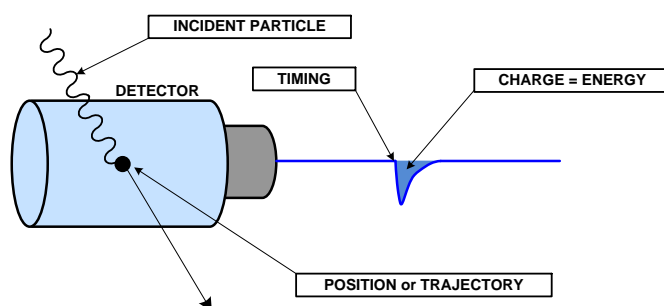 INCIDENT PARTICLE
DETECTOR
TIMING
CHARGE = ENERGY
POSITION or TRAJECTORY